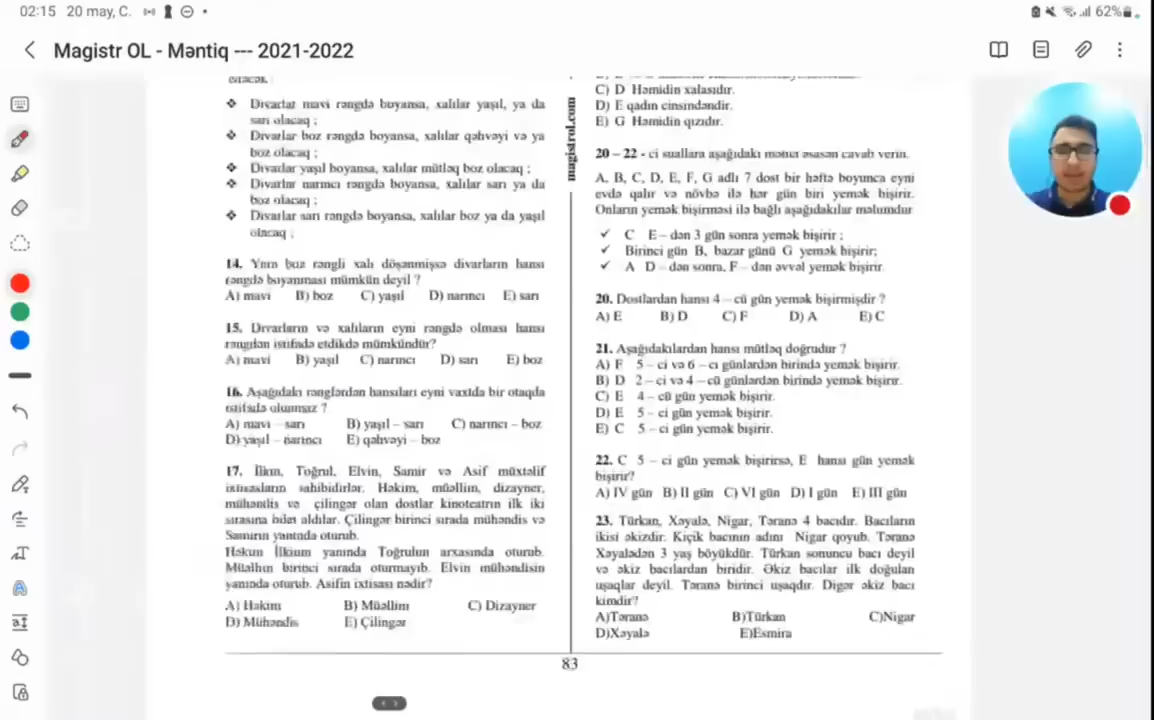 02:15 20 may, C.
62%
Magistr OL - Məntiq --- 2021-2022
olacaq.
❖ Divarlar mavi rəngdə boyansa, xalılar yaşıl, ya da
sarı olacaq ;
❖ Divarlar boz rəngdə boyansa, xalılar qəhvəyi və ya
boz olacaq ;
❖ Divarlar yaşıl boyansa, xalılar mütləq boz olacaq ;
❖ Divarlar narıncı rəngdə boyansa, xalılar sarı ya da
boz olacaq ;
❖ Divarlar sarı rəngdə boyansa, xalılar boz ya da yaşıl
olacaq ;
14. Yerə boz rəngli xalı döşənmişsə divarların hansı
rəngdə boyanması mümkün deyil ?
A) mavi B) boz C) yaşıl D) narıncı E) sarı
15. Divarların və xalıların eyni rəngdə olması hansı
rəngdən istifadə etdikdə mümkündür?
A) mavi B) yaşıl C) narıncı D) sarı E) boz
16. Aşağıdakı rənglərdən hansıları eyni vaxtda bir otaqda
istifadə olunmaz ?
A) mavi – sarı B) yaşıl – sarı C) narıncı – boz
D) yaşıl – narıncı E) qəhvəyi – boz
17. İlkin, Toğrul, Elvin, Samir və Asif müxtəlif
ixtisasların sahibidirlər. Həkim, müəllim, dizayner,
mühəndis və çilingər olan dostlar kinoteatrın ilk iki
sırasına bilet aldılar. Çilingər birinci sırada mühəndis və
Samirin yanında oturub.
Həkim İlkinin yanında Toğrulun arxasında oturub.
Müəllim birinci sırada oturmayıb. Elvin mühəndisin
yanında oturub. Asifin ixtisası nədir?
A) Həkim B) Müəllim C) Dizayner
D) Mühəndis E) Çilingər
magistrol.com
C) D Həmidin xalasıdır.
D) E qadın cinsindəndir.
E) G Həmidin qızıdır.
20 – 22 - ci suallara aşağıdakı mətnə əsasən cavab verin.
A, B, C, D, E, F, G adlı 7 dost bir həftə boyunca eyni
evdə qalır və növbə ilə hər gün biri yemək bişirir.
Onların yemək bişirməsi ilə bağlı aşağıdakılar məlumdur
✓ C E – dən 3 gün sonra yemək bişirir ;
✓ Birinci gün B, bazar günü G yemək bişirir;
✓ A D – dən sonra, F – dən əvvəl yemək bişirir.
20. Dostlardan hansı 4 – cü gün yemək bişirmişdir ?
A) E B) D C) F D) A E) C
21. Aşağıdakılardan hansı mütləq doğrudur ?
A) F 5 – ci və 6 – cı günlərdən birində yemək bişirir.
B) D 2 – ci və 4 – cü günlərdən birində yemək bişirir.
C) E 4 – cü gün yemək bişirir.
D) E 5 – ci gün yemək bişirir.
E) C 5 – ci gün yemək bişirir.
22. C 5 – ci gün yemək bişirirsə, E hansı gün yemək
bişirir?
A) IV gün B) II gün C) VI gün D) I gün E) III gün
23. Türkan, Xəyalə, Nigar, Təranə 4 bacıdır. Bacıların
ikisi əkizdir. Kiçik bacının adını Nigar qoyub. Təranə
Xəyalədən 3 yaş böyükdür. Türkan sonuncu bacı deyil
və əkiz bacılardan biridir. Əkiz bacılar ilk doğulan
uşaqlar deyil. Təranə birinci uşaqdır. Digər əkiz bacı
kimdir?
A)Təranə B)Türkan C)Nigar
D)Xəyalə E)Esmira
83